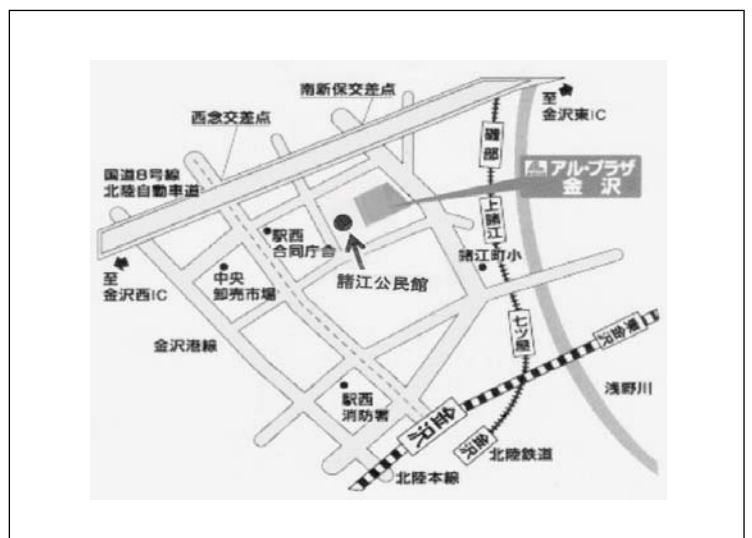 南新保交差点
西念交差点
至
金沢東IC
国道8号線
北陸自動車道
磯部
アル・プラザ
金沢
上諸江
駅西
合同庁舎
諸江町小
至
金沢西IC
中央
卸売市場
諸江公民館
七ツ屋
東金沢
金沢港線
浅野川
駅西
消防署
金沢
金沢
北陸鉄道
北陸本線